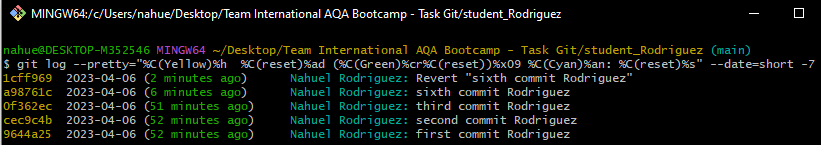 MINGW64:/c/Users/nahue/Desktop/Team International AQA Bootcamp - Task Git/student_Rodriguez
nahue@DESKTOP-M352546 MINGW64 ~/Desktop/Team International AQA Bootcamp - Task Git/student_Rodriguez (main)
$ git log --pretty="%C(Yellow)%h  %C(reset)%ad (%C(Green)%cr%C(reset))%x09 %C(Cyan)%an: %C(reset)%s" --date=short -7
1cff969  2023-04-06 (2 minutes ago)      Nahuel Rodriguez: Revert "sixth commit Rodriguez"
a98761c  2023-04-06 (6 minutes ago)      Nahuel Rodriguez: sixth commit Rodriguez
0f362ec  2023-04-06 (51 minutes ago)     Nahuel Rodriguez: third commit Rodriguez
cec9c4b  2023-04-06 (52 minutes ago)     Nahuel Rodriguez: second commit Rodriguez
9644a25  2023-04-06 (52 minutes ago)     Nahuel Rodriguez: first commit Rodriguez